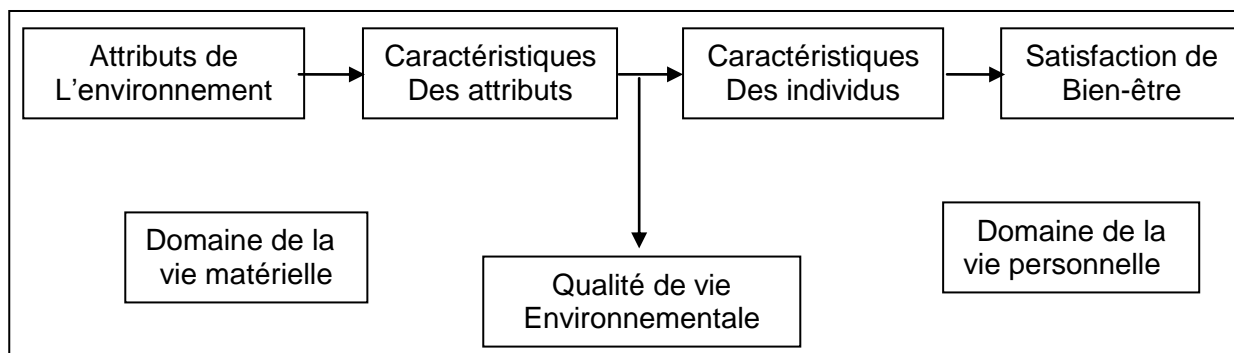 Attributs de
L'environnement
Caractéristiques
Des attributs
Caractéristiques
Des individus
Satisfaction de
Bien-être
Domaine de la
vie matérielle
Qualité de vie
Environnementale
Domaine de la
vie personnelle